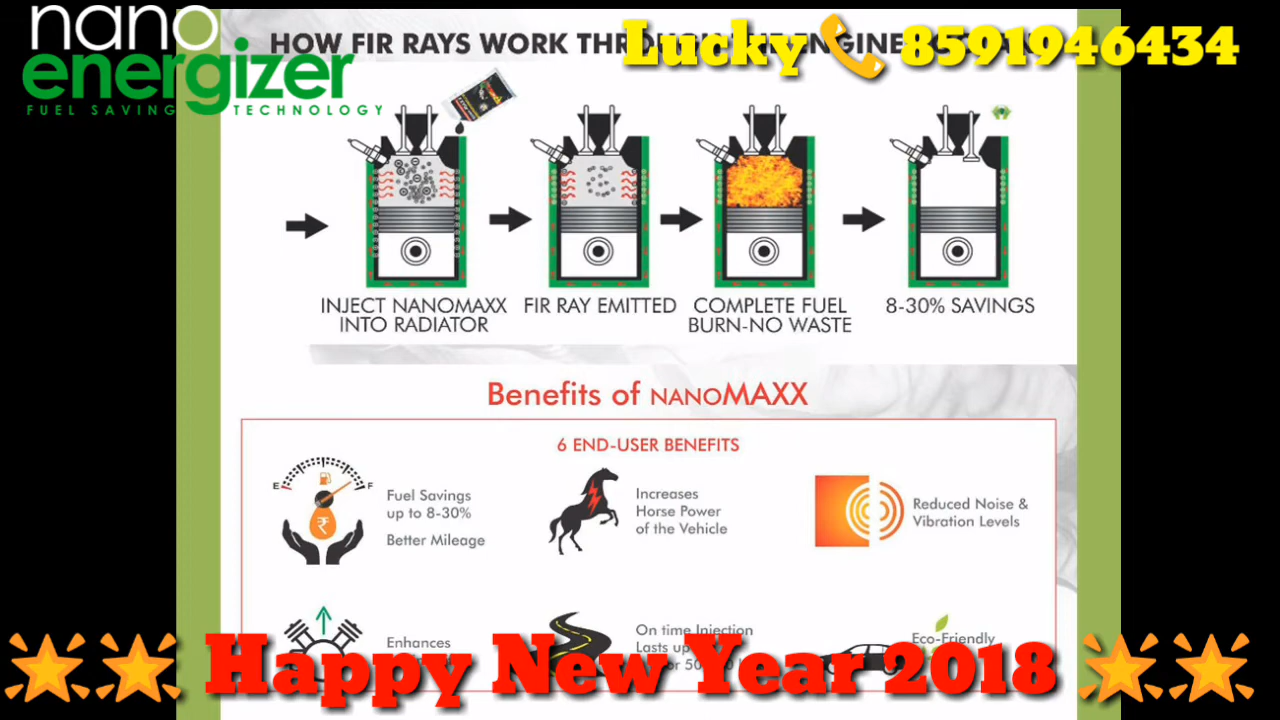 nano
energizer
FUEL SAVING TECHNOLOGY
HOW FIR RAYS WORK THROUGH THE ENGINE
Lucky 8591946434
INJECT NANOMAXX
INTO RADIATOR
FIR RAY EMITTED
COMPLETE FUEL
BURN-NO WASTE
8-30% SAVINGS
Benefits of NANOMAXX
6 END-USER BENEFITS
E F
₹
Fuel Savings
up to 8-30%
Better Mileage
Increases
Horse Power
of the Vehicle
Reduced Noise &
Vibration Levels
Enhances
On time Injection
Lasts up
Eco-Friendly
Happy New Year 2018